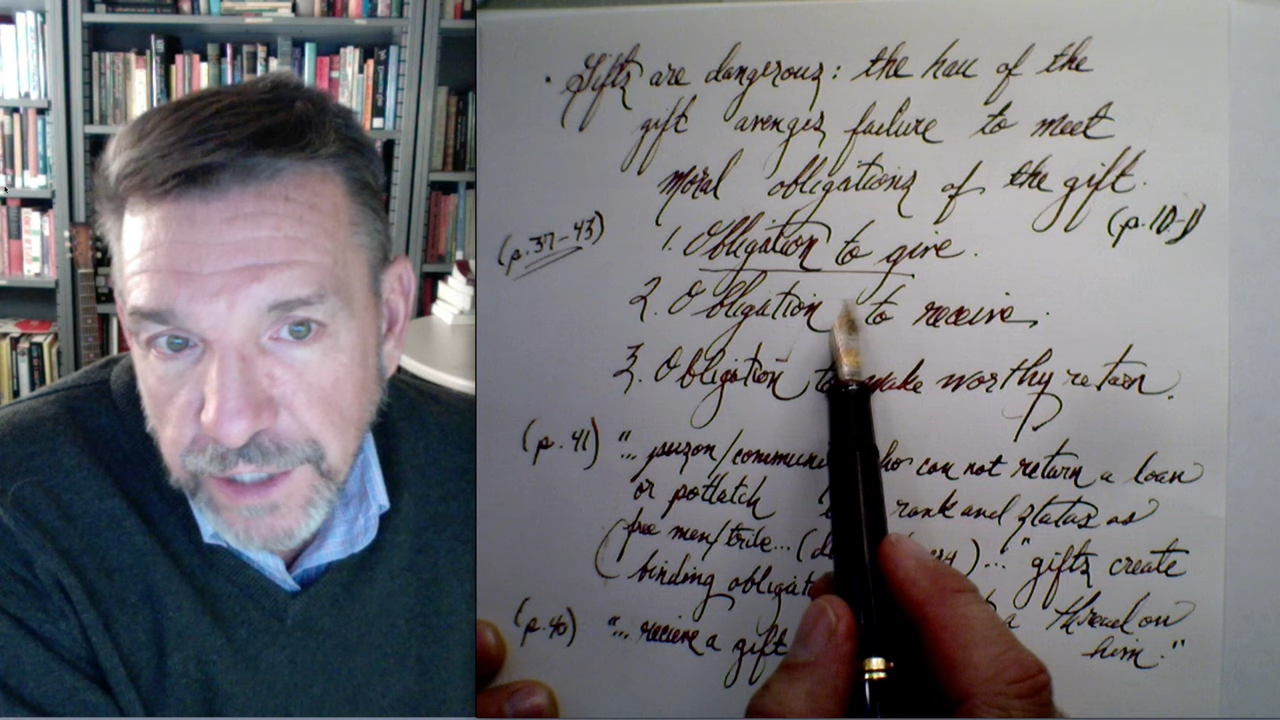 · Gifts are dangerous: the hau of the
gift avenges failure to meet
moral obligations of the gift.
(p. 10-1)
(p. 37-43) 1. Obligation to give.
2. Obligation to receive.
3. Obligation to make worthy return.
(p. 41) "... person/communi who can not return a loan
or potlatch rank and status as
free men/tribe... ( )..." gifts create
(binding obligat
(p. 40) "... recieve a gift a thread on
him."